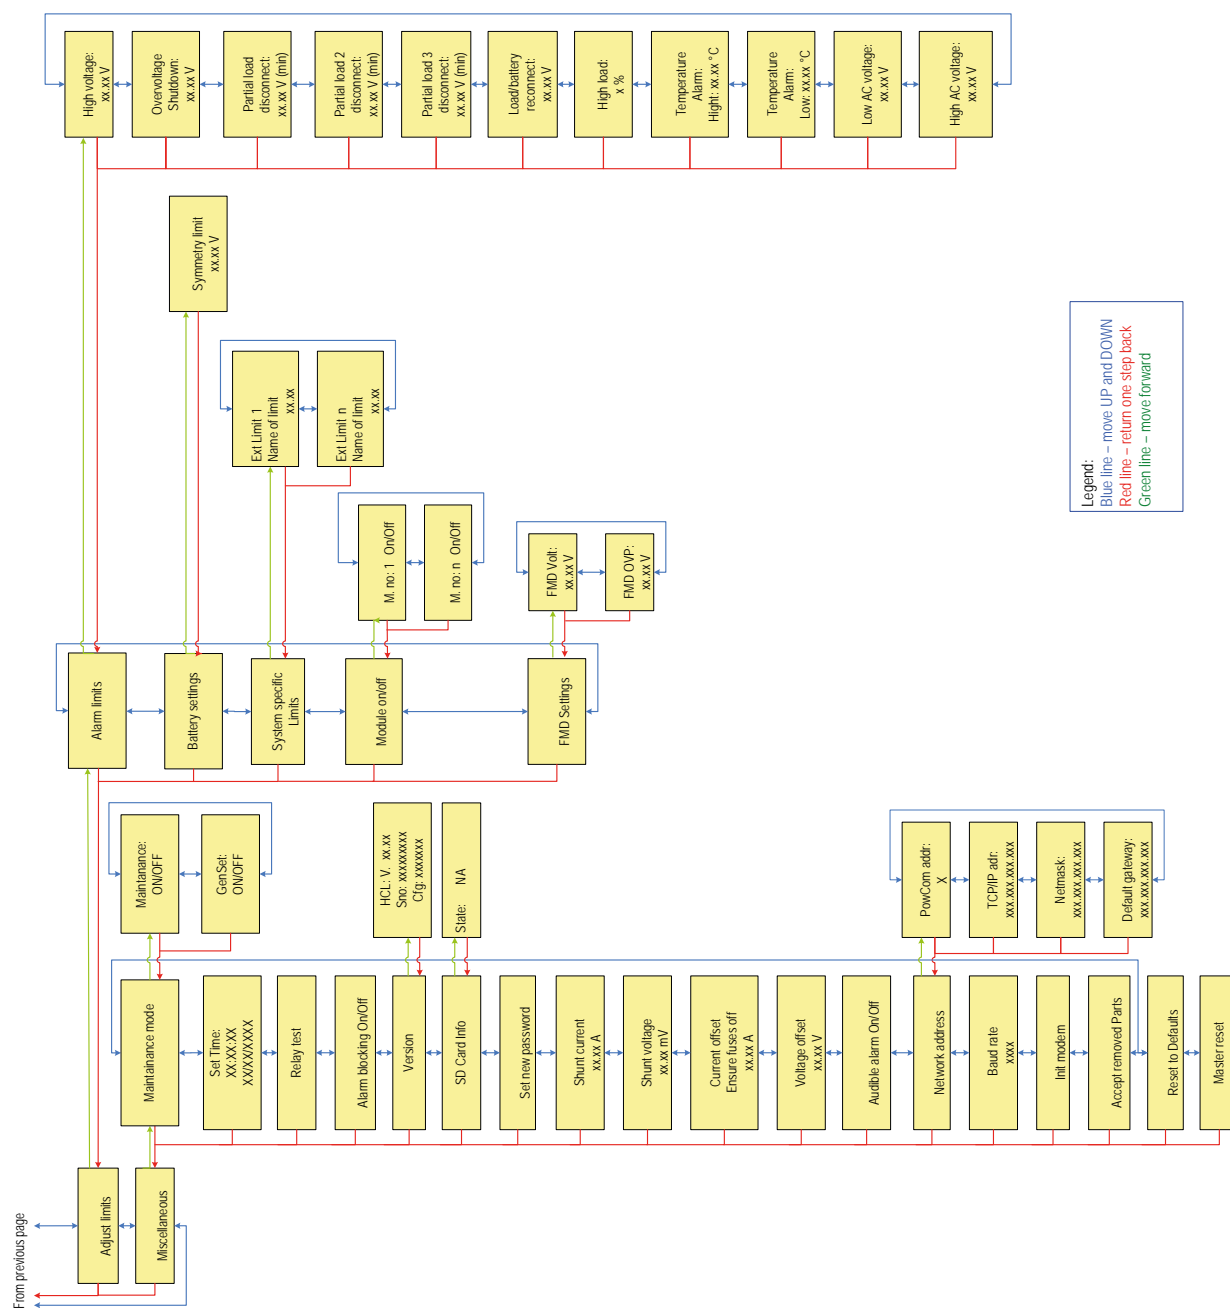 From previous page
Adjust limits
Miscellaneous
Maintainance mode
Set Time:
XX:XX:XX
XX/XX/XXXX
Relay test
Alarm blocking On/Off
Version
SD Card Info
Set new password
Shunt current
xx.xx A
Shunt voltage
xx.xx mV
Current offset
Ensure fuses off
xx.xx A
Voltage offset
xx.xx V
Audible alarm On/Off
Network address
Baud rate
xxxx
Init modem
Accept removed Parts
Reset to Defaults
Master reset
Maintanance:
ON/OFF
GenSet:
ON/OFF
HCL: V. xx.xx
Sno: xxxxxxxxx
Cfg: xxxxxxx
State: NA
PowCom addr:
X
TCP/IP adr:
xxx.xxx.xxx.xxx
Netmask:
xxx.xxx.xxx.xxx
Default gateway:
xxx.xxx.xxx.xxx
Alarm limits
Battery settings
System specific
Limits
Module on/off
FMD Settings
FMD Volt:
xx.xx V
FMD OVP:
xx.xx V
M. no: 1 On/Off
M. no: n On/Off
Ext Limit 1
Name of limit
xx.xx
Ext Limit n
Name of limit
xx.xx
Symmetry limit
xx.xx V
High voltage:
xx.xx V
Overvoltage
Shutdown:
xx.xx V
Partial load
disconnect:
xx.xx V (min)
Partial load 2
disconnect:
xx.xx V (min)
Partial load 3
disconnect:
xx.xx V (min)
Load/battery
reconnect:
xx.xx V
High load:
x %
Temperature
Alarm:
Hight: xx.xx °C
Temperature
Alarm:
Low: xx.xx °C
Low AC voltage:
xx.xx V
High AC voltage:
xx.xx V
Legend:
Blue line – move UP and DOWN
Red line – return one step back
Green line – move forward